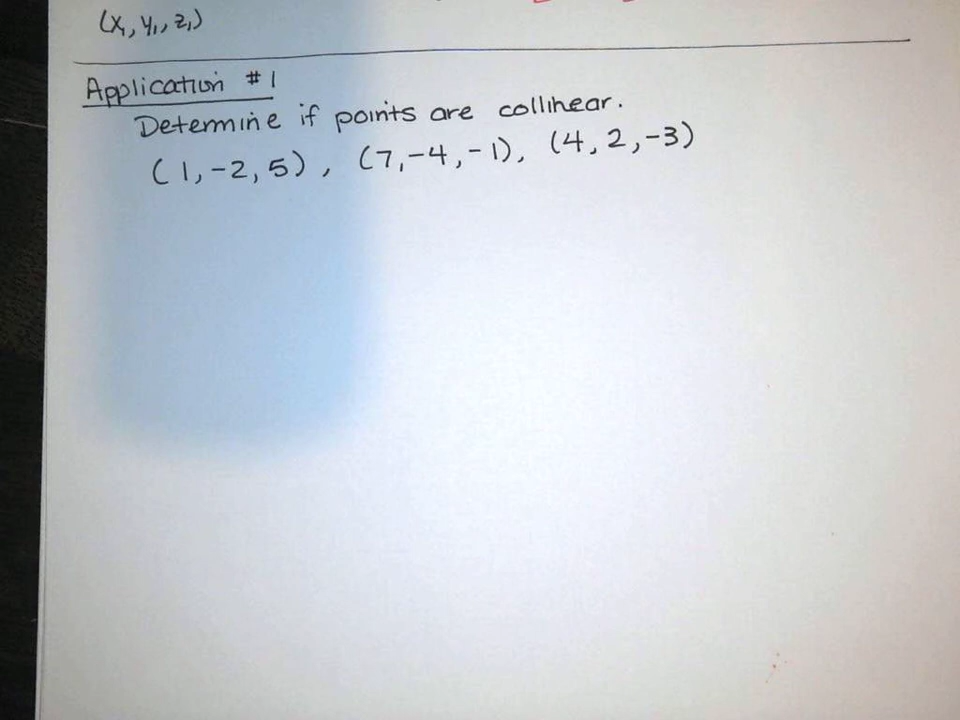 (x₁, y₁, z₁)
Application #1
Determine if points are collinear.
(1,-2,5), (7,-4,-1), (4,2,-3)